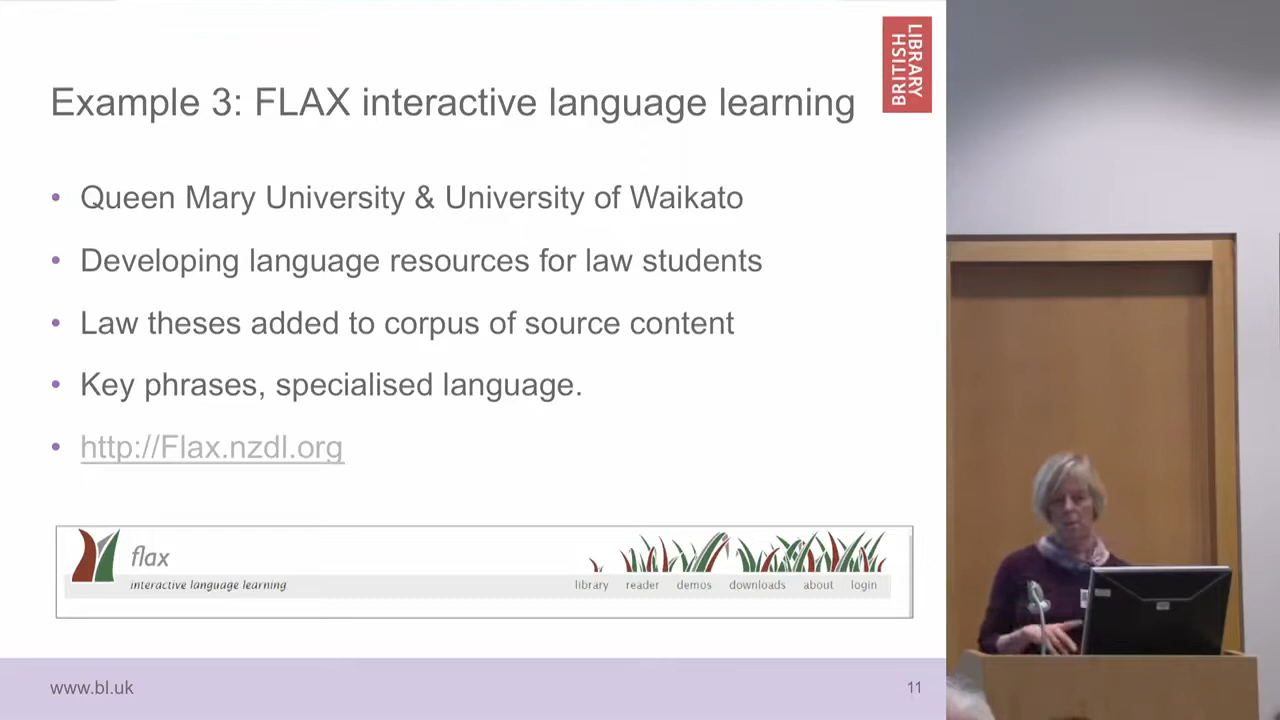 LIBRARY
BRITISH
Example 3: FLAX interactive language learning
• Queen Mary University & University of Waikato
• Developing language resources for law students
• Law theses added to corpus of source content
• Key phrases, specialised language.
• http://Flax.nzdl.org
flax
interactive language learning
library reader demos downloads about login
www.bl.uk
11